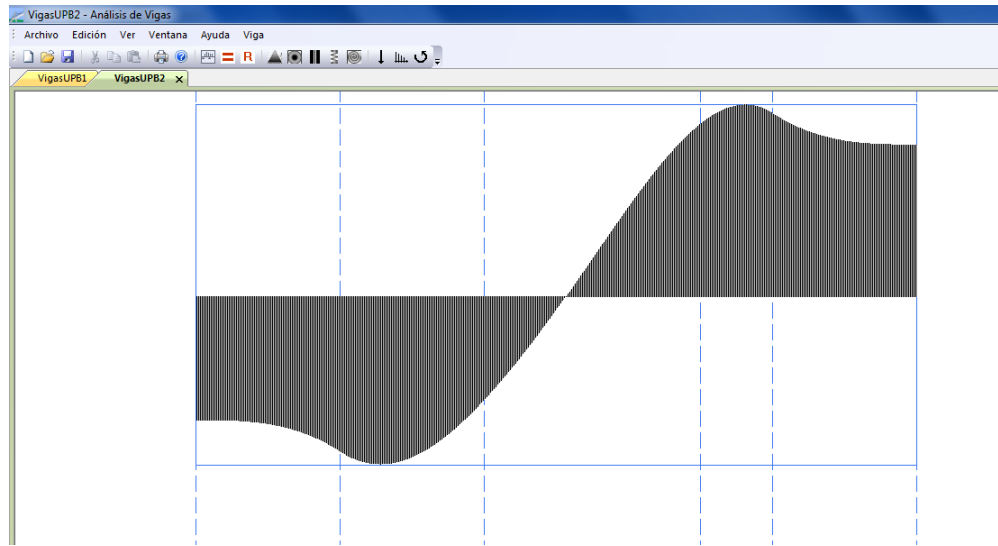 VigasUPB2 - Análisis de Vigas
Archivo Edición Ver Ventana Ayuda Viga
R
VigasUPB1 VigasUPB2 x